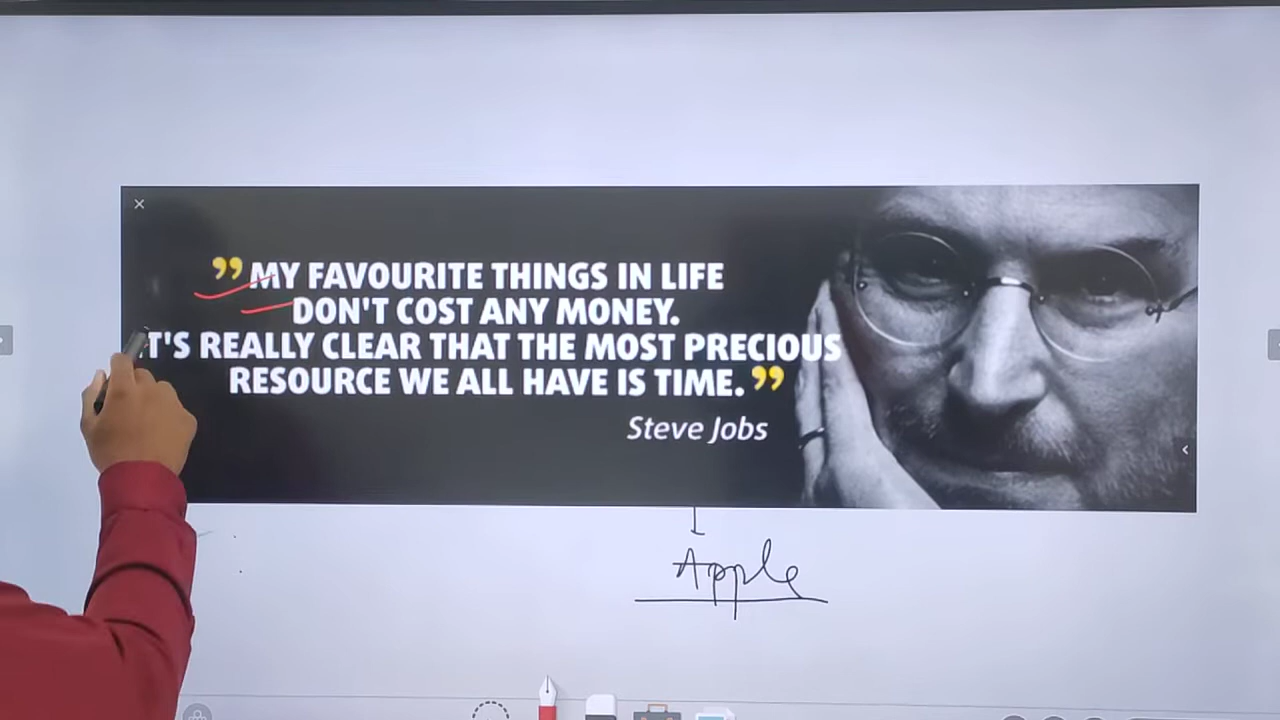 ”MY FAVOURITE THINGS IN LIFE
DON'T COST ANY MONEY.
IT'S REALLY CLEAR THAT THE MOST PRECIOUS
RESOURCE WE ALL HAVE IS TIME.”
Steve Jobs
Apple